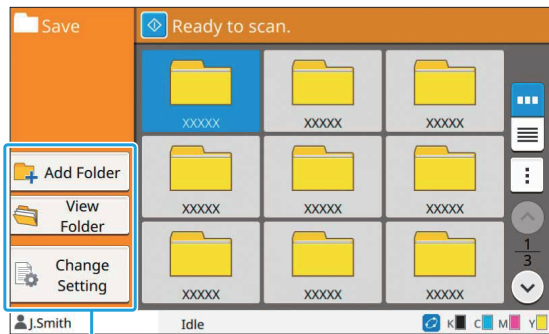 Save
Ready to scan.
XXXXX XXXXX XXXXX
Add Folder
View
Folder
XXXXX XXXXX XXXXX
Change
Setting
XXXXX XXXXX XXXXX
1
3
J.Smith
Idle
K C M Y